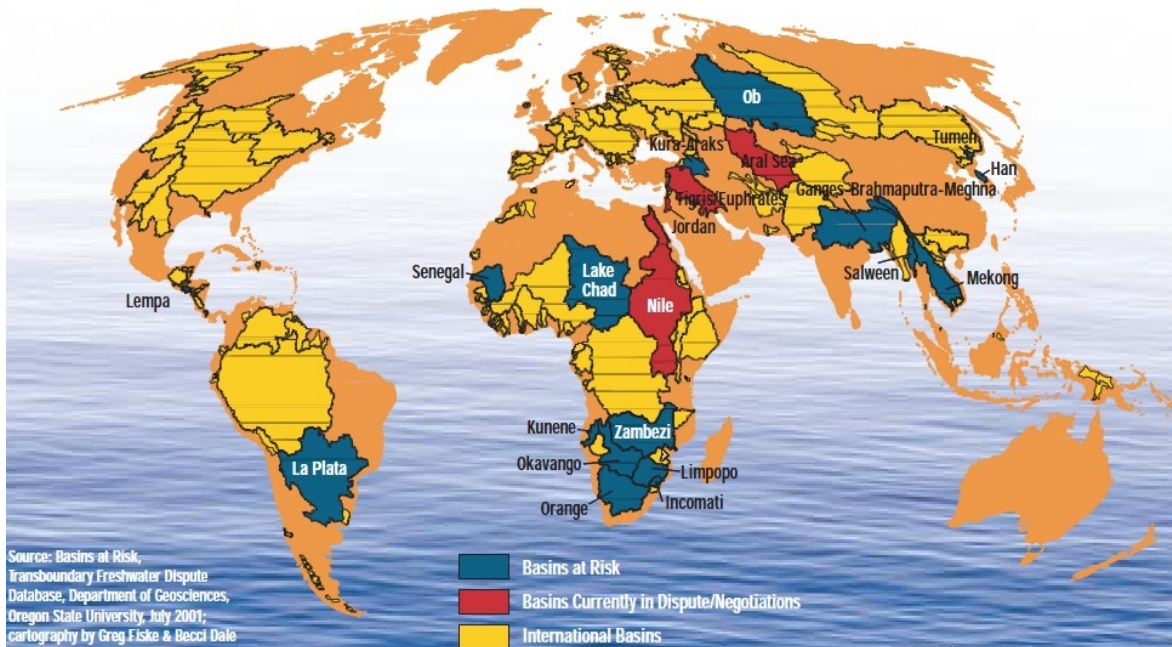 Ob
Tumen
Kura-Araks
Aral Sea
Han
Ganges-Brahmaputra-Meghna
Tigris/Euphrates
Jordan
Senegal
Lake
Chad
Salween
Mekong
Lempa
Nile
Kunene
Zambezi
La Plata
Okavango
Limpopo
Orange
Incomati
Source: Basins at Risk,
Transboundary Freshwater Dispute
Database, Department of Geosciences,
Oregon State University, July 2001;
cartography by Greg Fiske & Becci Dale
Basins at Risk
Basins Currently in Dispute/Negotiations
International Basins